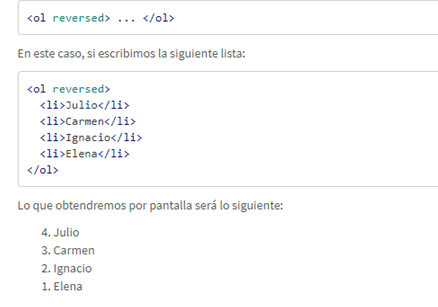 <ol reversed> ... </ol>
En este caso, si escribimos la siguiente lista:
<ol reversed>
  <li>Julio</li>
  <li>Carmen</li>
  <li>Ignacio</li>
  <li>Elena</li>
</ol>
Lo que obtendremos por pantalla será lo siguiente:
4. Julio
3. Carmen
2. Ignacio
1. Elena